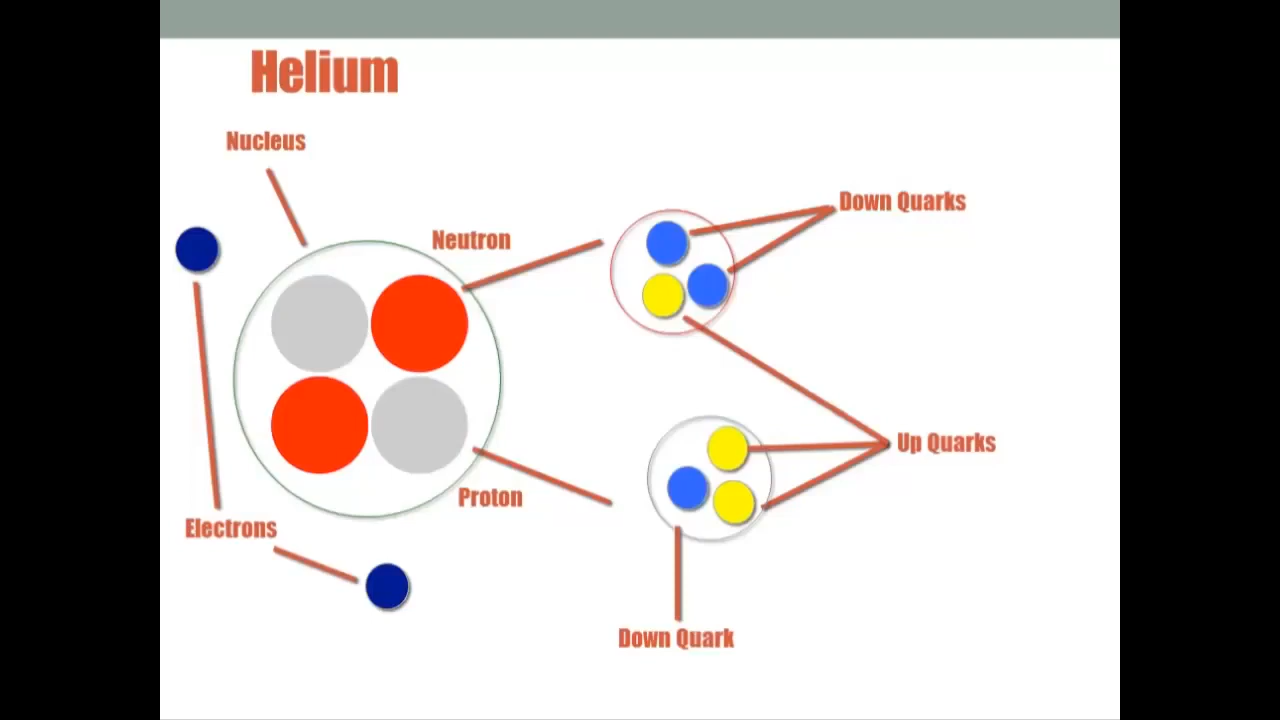 Helium
Nucleus
Down Quarks
Neutron
Up Quarks
Proton
Electrons
Down Quark